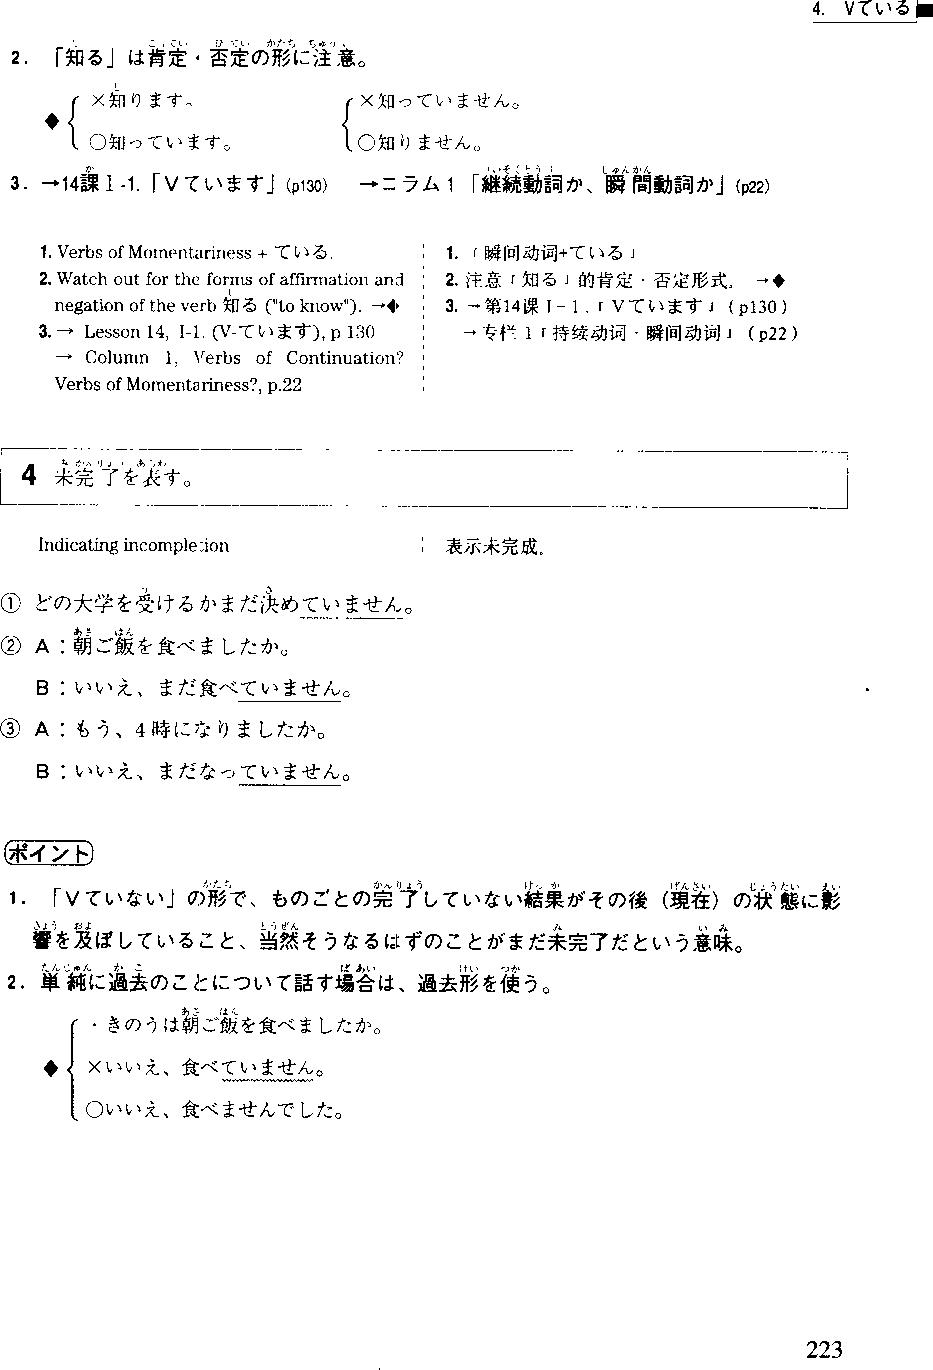 4. Vている
2. 「知る」は肯定・否定の形に注意。
◆ ×知ります。 ×知っていません。
○知っています。 ○知りません。
3. →14課Ⅰ-1.「Vています」(p130) →コラム1「継続動詞か、瞬間動詞か」(p22)
1. Verbs of Momentariness + ている.
2. Watch out for the forms of affirmation and
negation of the verb 知る ("to know"). →◆
3. → Lesson 14, I-1. (V-ています), p 130
→ Column 1, Verbs of Continuation?
Verbs of Momentariness?, p.22
1. 「瞬间动词+ている」
2. 注意「知る」的肯定・否定形式。 →◆
3. →第14課Ⅰ-1.「Vています」(p130)
→专栏1「持续动词・瞬间动词」(p22)
4 未完了を表す。
Indicating incompletion
表示未完成。
① どの大学を受けるかまだ決めていません。
② A：朝ご飯を食べましたか。
B：いいえ、まだ食べていません。
③ A：もう、4時になりましたか。
B：いいえ、まだなっていません。
ポイント
1. 「Vていない」の形で、ものごとの完了していない結果がその後（現在）の状態に影
響を及ぼしていること、当然そうなるはずのことがまだ未完了だという意味。
2. 単純に過去のことについて話す場合は、過去形を使う。
・きのうは朝ご飯を食べましたか。
◆ ×いいえ、食べていません。
○いいえ、食べませんでした。
223